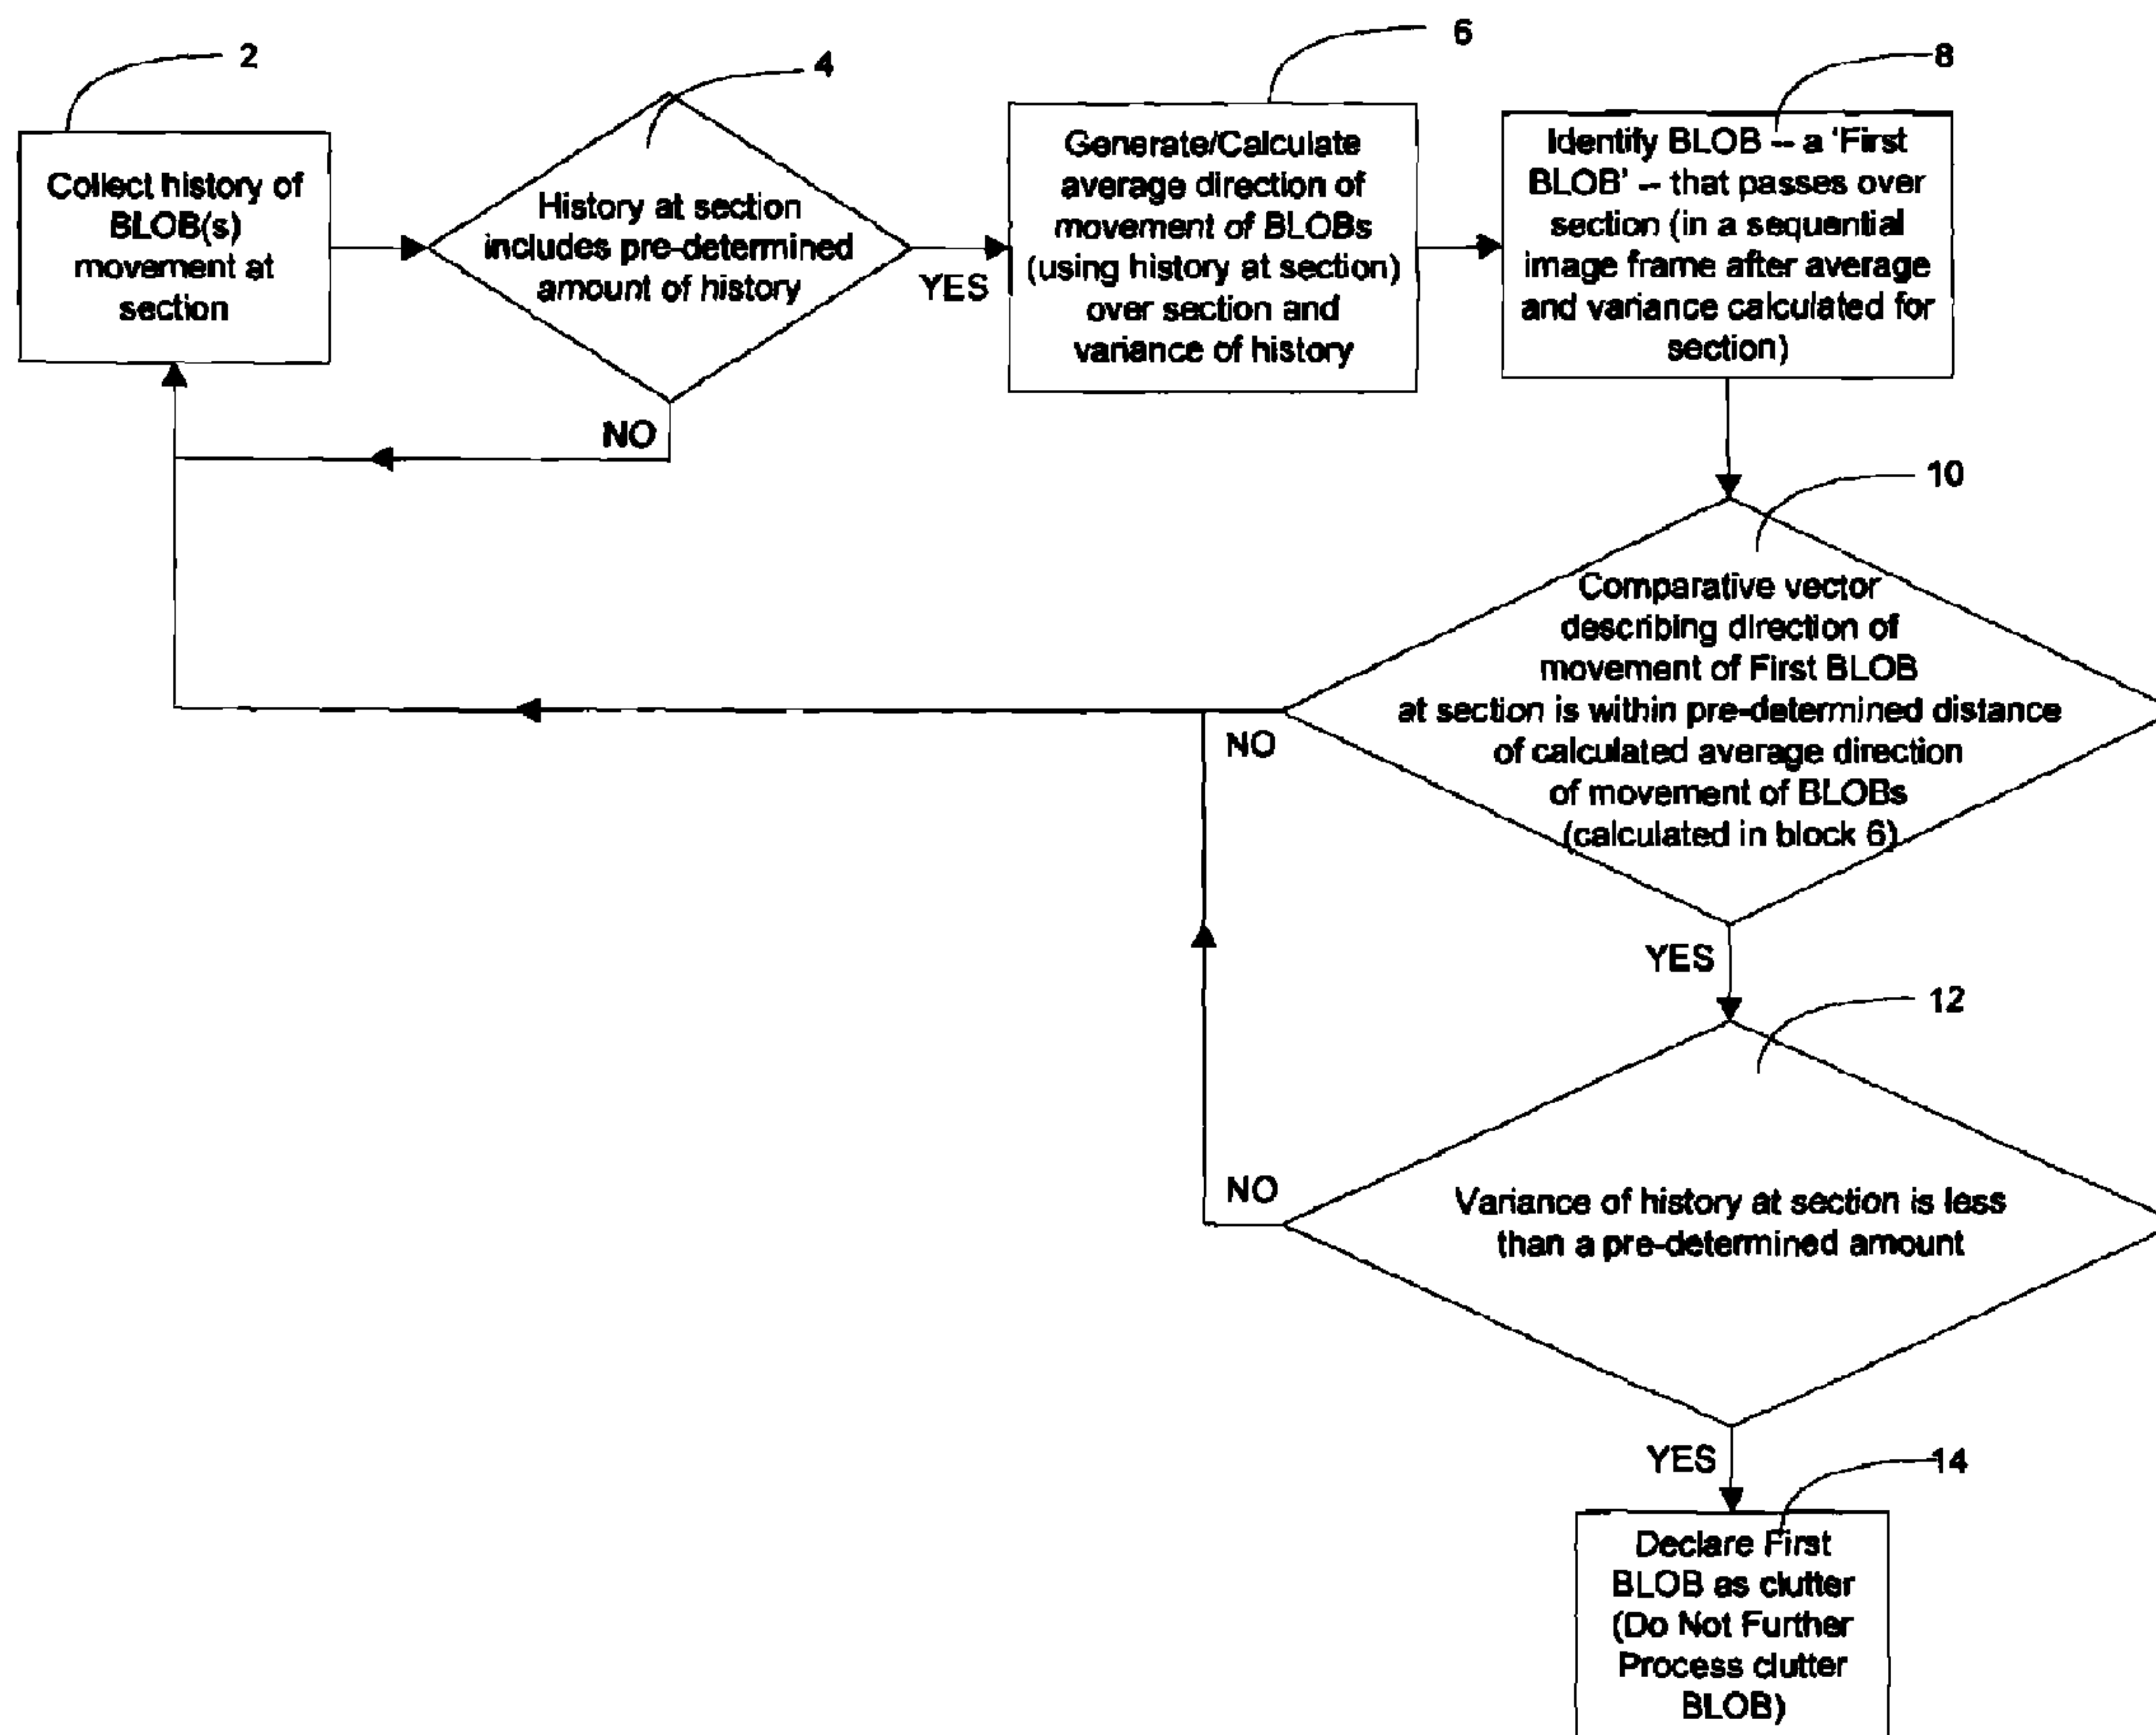 2
Collect history of
BLOB(s)
movement at
section
4
History at section
includes pre-determined
amount of history
YES
NO
6
Generate/Calculate
average direction of
movement of BLOBs
(using history at section)
over section and
variance of history
8
Identify BLOB -- a 'First
BLOB' -- that passes over
section (in a sequential
image frame after average
and variance calculated for
section)
10
Comparative vector
describing direction of
movement of First BLOB
at section is within pre-determined distance
of calculated average direction
of movement of BLOBs
(calculated in block 6)
NO
YES
12
Variance of history at section is less
than a pre-determined amount
NO
YES
14
Declare First
BLOB as clutter
(Do Not Further
Process clutter
BLOB)